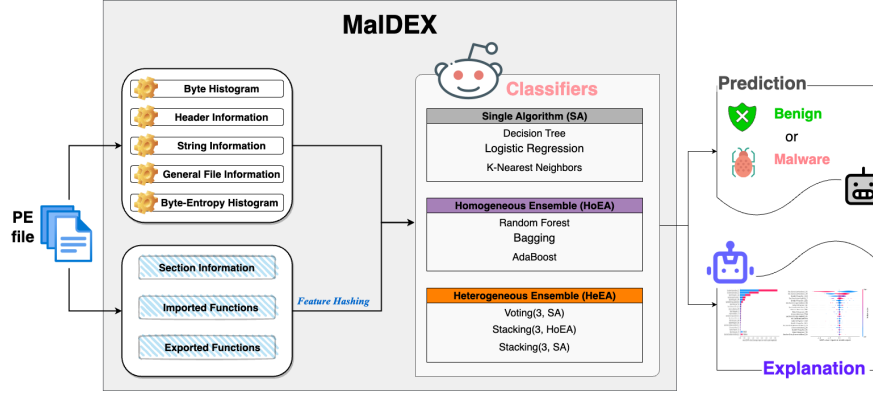 MalDEX
PE
file
Byte Histogram
Header Information
String Information
General File Information
Byte-Entropy Histogram
Section Information
Imported Functions
Exported Functions
Feature Hashing
Classifiers
Single Algorithm (SA)
Decision Tree
Logistic Regression
K-Nearest Neighbors
Homogeneous Ensemble (HoEA)
Random Forest
Bagging
AdaBoost
Heterogeneous Ensemble (HeEA)
Voting(3, SA)
Stacking(3, HoEA)
Stacking(3, SA)
Prediction
Benign
or
Malware
Explanation